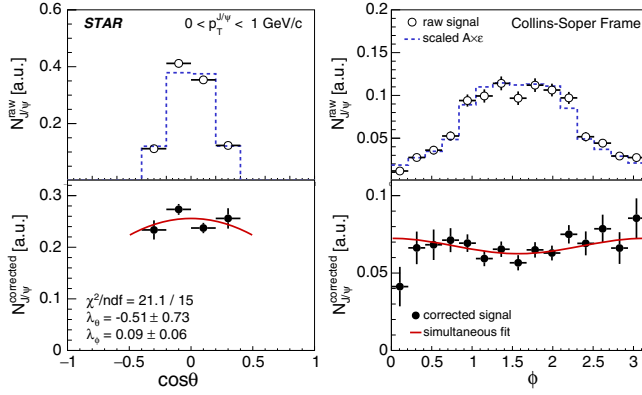 STAR
0 < p_T^{J/ψ} < 1 GeV/c
N_{J/ψ}^{raw} [a.u.]
0.6
0.4
0.2
Collins-Soper Frame
raw signal
scaled A×ε
N_{J/ψ}^{raw} [a.u.]
0.2
0.15
0.1
0.05
N_{J/ψ}^{corrected} [a.u.]
0.3
0.2
0.1
0
χ²/ndf = 21.1 / 15
λ_θ = -0.51 ± 0.73
λ_ϕ = 0.09 ± 0.06
−1 −0.5 0 0.5 1
cosθ
N_{J/ψ}^{corrected} [a.u.]
0.1
0.05
0
corrected signal
simultaneous fit
0 0.5 1 1.5 2 2.5 3
ϕ